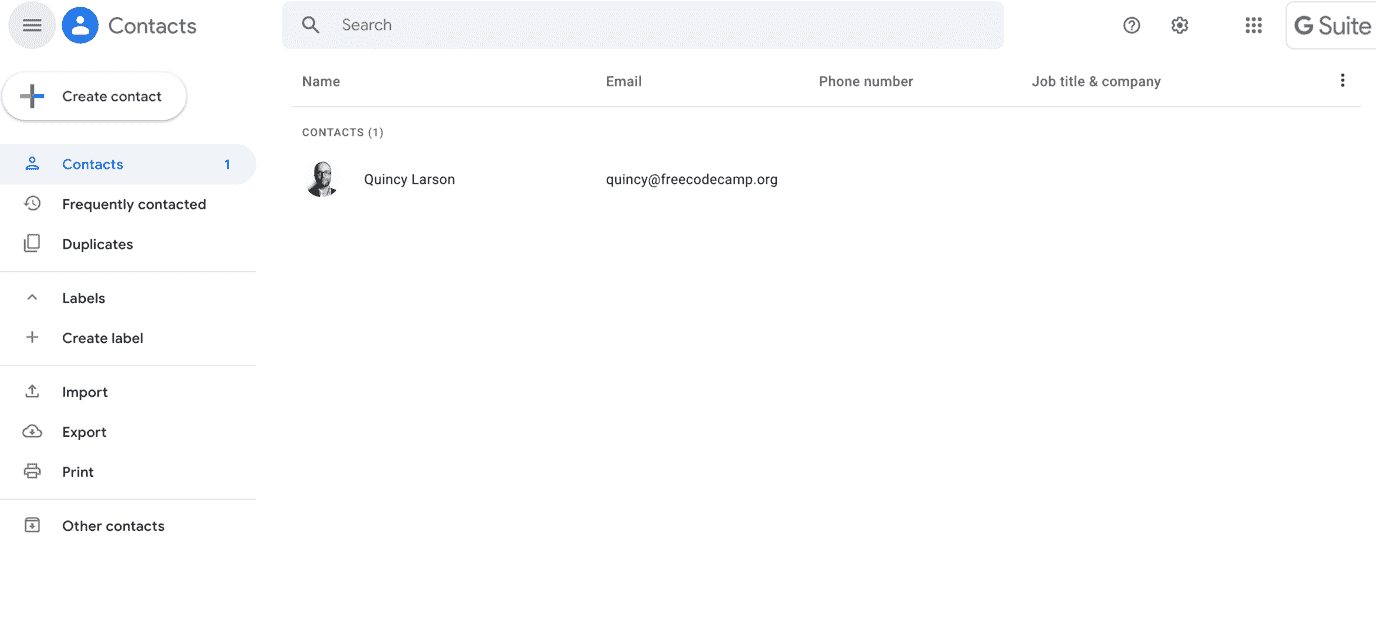 Contacts
Search
G Suite
Create contact
Name Email Phone number Job title & company
CONTACTS (1)
Quincy Larson quincy@freecodecamp.org
Contacts 1
Frequently contacted
Duplicates
Labels
Create label
Import
Export
Print
Other contacts